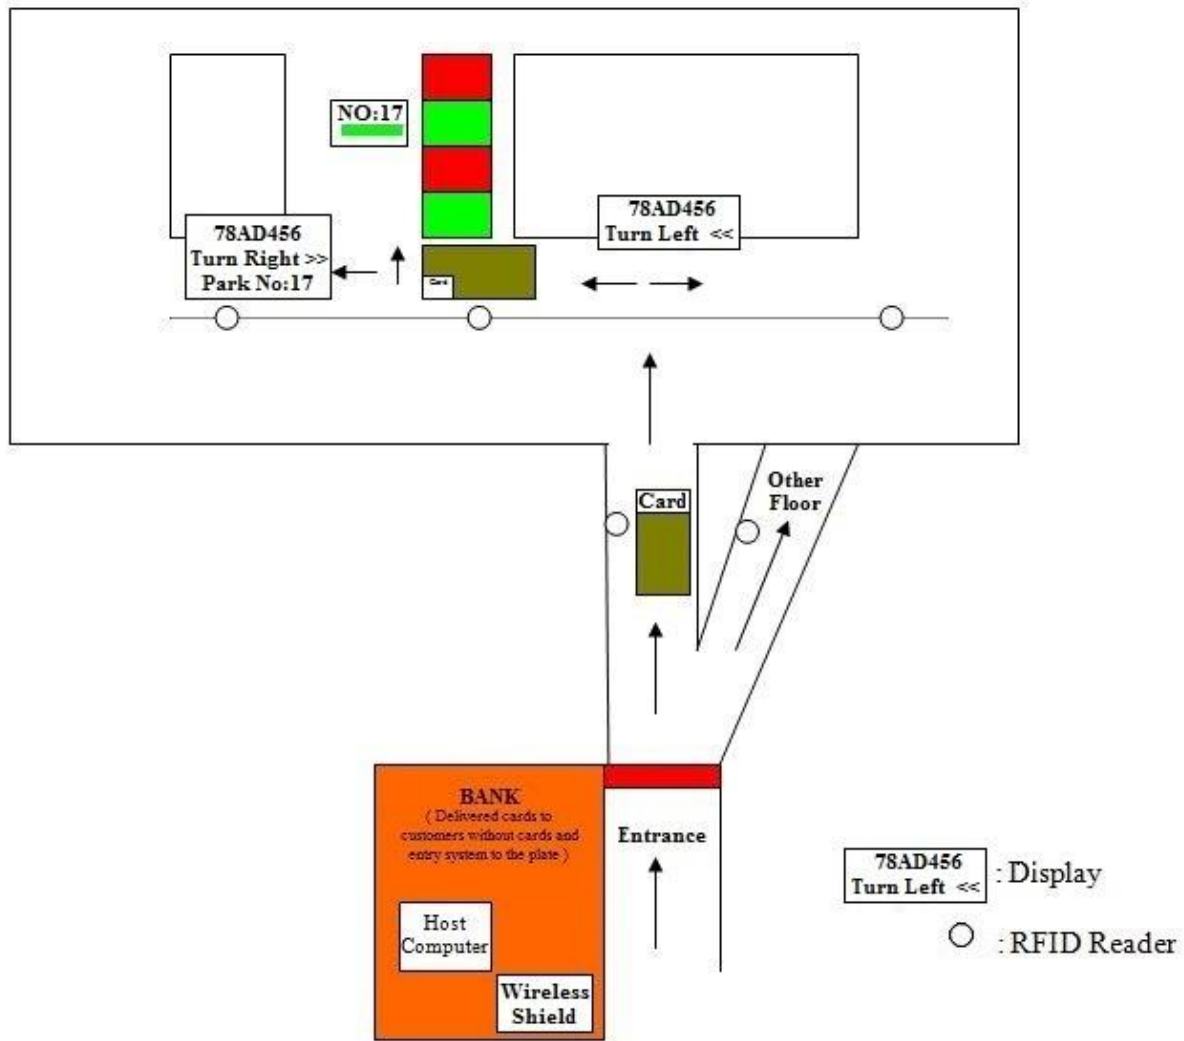 NO:17
78AD456
Turn Left <<
78AD456
Turn Right >>
Park No:17
Card
Card
Other
Floor
BANK
( Delivered cards to
customers without cards and
entry system to the plate )
Entrance
Host
Computer
Wireless
Shield
78AD456
Turn Left <<
: Display
: RFID Reader